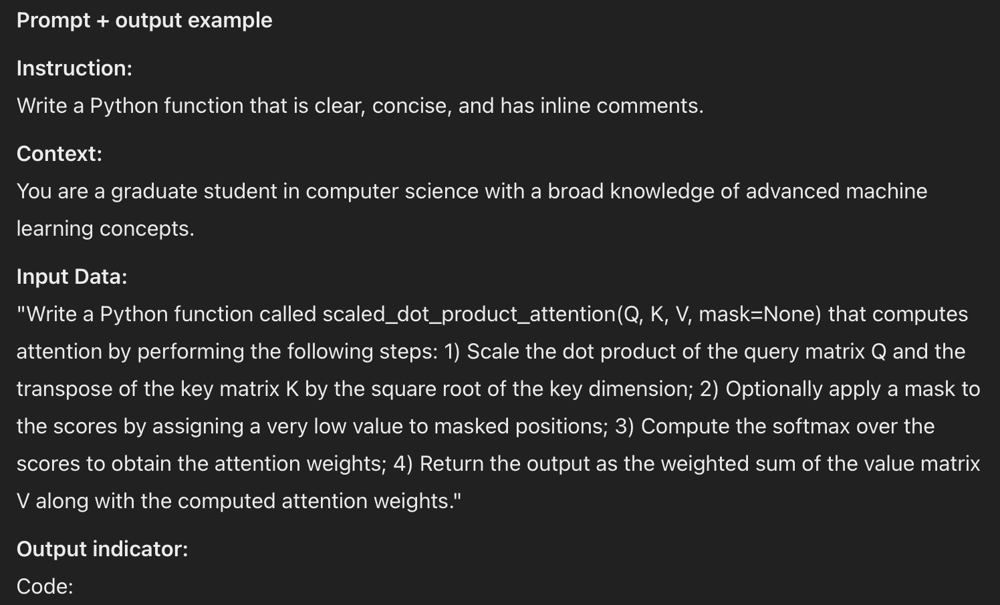 Prompt + output example
Instruction:
Write a Python function that is clear, concise, and has inline comments.
Context:
You are a graduate student in computer science with a broad knowledge of advanced machine
learning concepts.
Input Data:
"Write a Python function called scaled_dot_product_attention(Q, K, V, mask=None) that computes
attention by performing the following steps: 1) Scale the dot product of the query matrix Q and the
transpose of the key matrix K by the square root of the key dimension; 2) Optionally apply a mask to
the scores by assigning a very low value to masked positions; 3) Compute the softmax over the
scores to obtain the attention weights; 4) Return the output as the weighted sum of the value matrix
V along with the computed attention weights."
Output indicator:
Code: